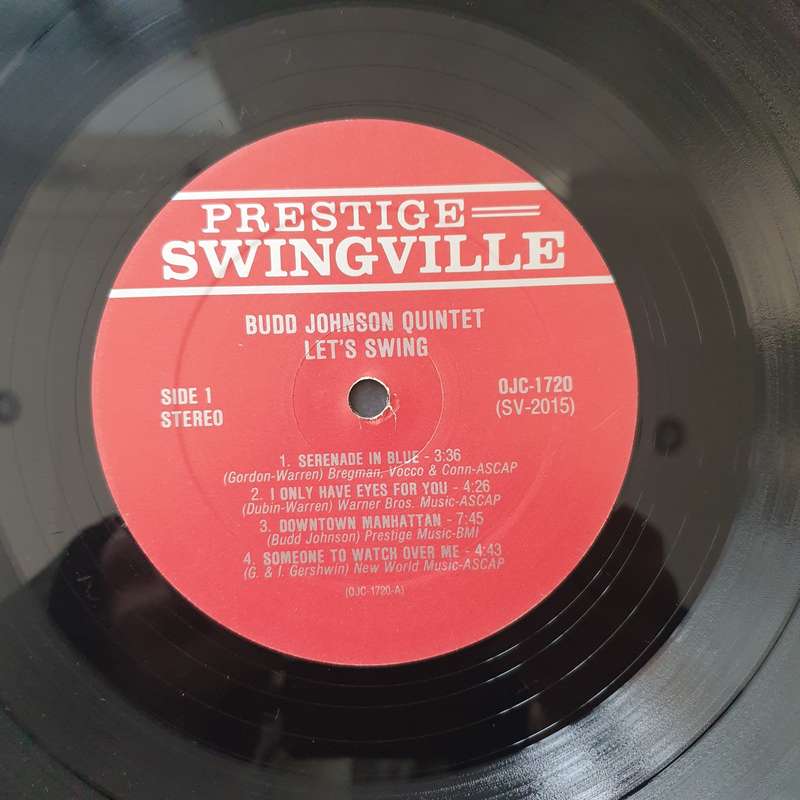 PRESTIGE
SWINGVILLE
BUDD JOHNSON QUINTET
LET'S SWING
SIDE 1
STEREO
OJC-1720
(SV-2015)
1. SERENADE IN BLUE - 3:36
(Gordon-Warren) Bregman, Vocco & Conn-ASCAP
2. I ONLY HAVE EYES FOR YOU - 4:26
(Dubin-Warren) Warner Bros. Music-ASCAP
3. DOWNTOWN MANHATTAN - 7:45
(Budd Johnson) Prestige Music-BMI
4. SOMEONE TO WATCH OVER ME - 4:43
(G. & I. Gershwin) New World Music-ASCAP
(OJC-1720-A)